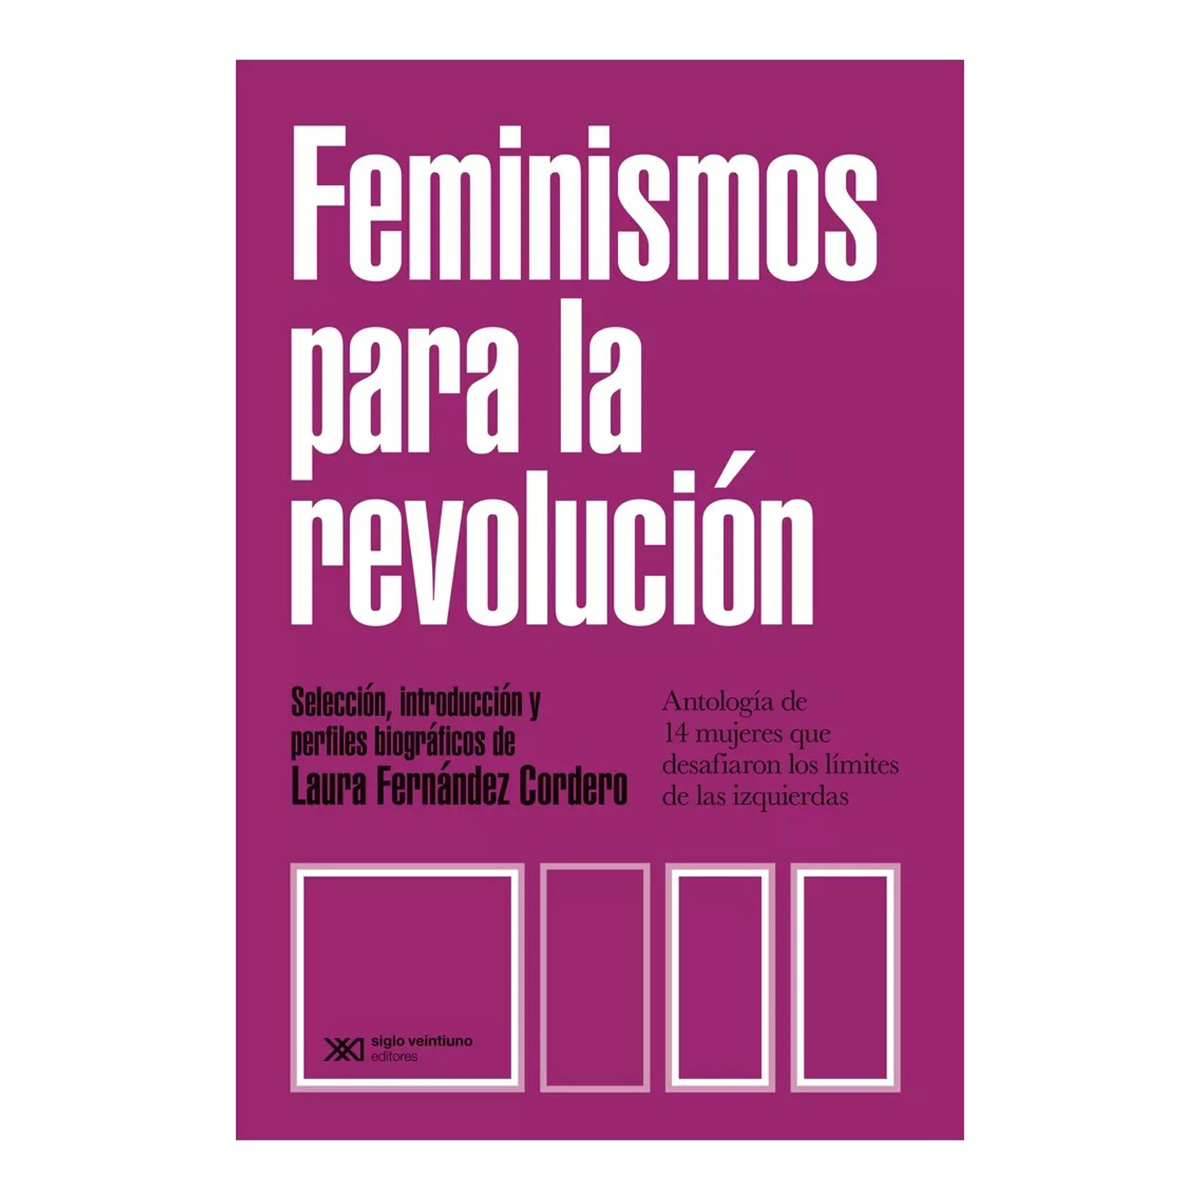 Feminismos
para la
revolución
Selección, introducción y
perfiles biográficos de
Laura Fernández Cordero
Antología de
14 mujeres que
desafiaron los límites
de las izquierdas
siglo veintiuno
editores